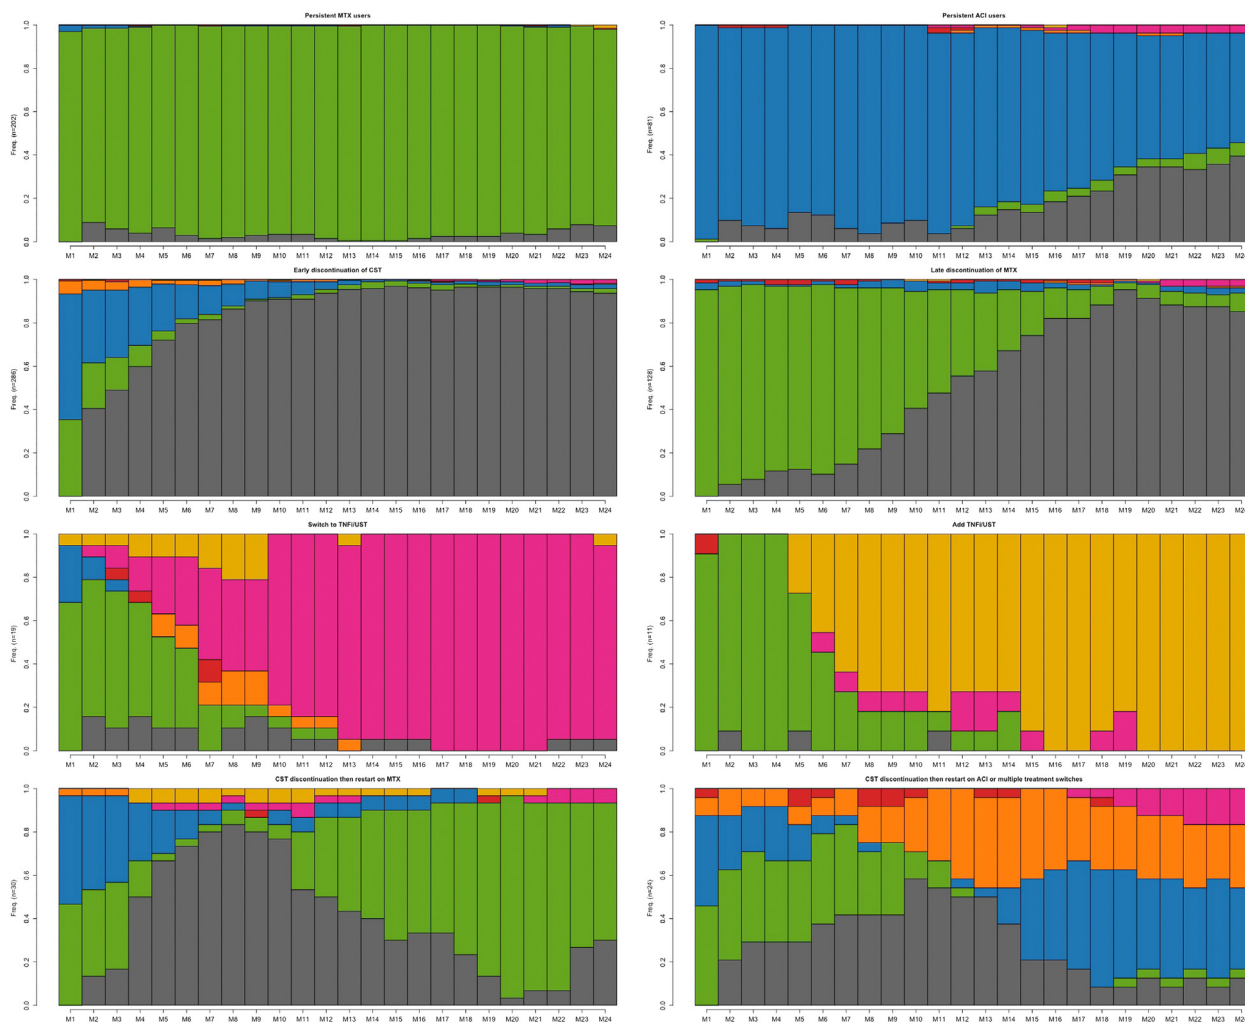 Persistent MTX users
Freq. (n=202)
0.0 0.2 0.4 0.6 0.8 1.0
M1 M2 M3 M4 M5 M6 M7 M8 M9 M10 M11 M12 M13 M14 M15 M16 M17 M18 M19 M20 M21 M22 M23 M24
Persistent ACI users
Freq. (n=81)
0.0 0.2 0.4 0.6 0.8 1.0
M1 M2 M3 M4 M5 M6 M7 M8 M9 M10 M11 M12 M13 M14 M15 M16 M17 M18 M19 M20 M21 M22 M23 M24
Early discontinuation of CST
Freq. (n=286)
0.0 0.2 0.4 0.6 0.8 1.0
M1 M2 M3 M4 M5 M6 M7 M8 M9 M10 M11 M12 M13 M14 M15 M16 M17 M18 M19 M20 M21 M22 M23 M24
Late discontinuation of MTX
Freq. (n=128)
0.0 0.2 0.4 0.6 0.8 1.0
M1 M2 M3 M4 M5 M6 M7 M8 M9 M10 M11 M12 M13 M14 M15 M16 M17 M18 M19 M20 M21 M22 M23 M24
Switch to TNFi/UST
Freq. (n=19)
0.0 0.2 0.4 0.6 0.8 1.0
M1 M2 M3 M4 M5 M6 M7 M8 M9 M10 M11 M12 M13 M14 M15 M16 M17 M18 M19 M20 M21 M22 M23 M24
Add TNFi/UST
Freq. (n=11)
0.0 0.2 0.4 0.6 0.8 1.0
M1 M2 M3 M4 M5 M6 M7 M8 M9 M10 M11 M12 M13 M14 M15 M16 M17 M18 M19 M20 M21 M22 M23 M24
CST discontinuation then restart on MTX
Freq. (n=30)
0.0 0.2 0.4 0.6 0.8 1.0
M1 M2 M3 M4 M5 M6 M7 M8 M9 M10 M11 M12 M13 M14 M15 M16 M17 M18 M19 M20 M21 M22 M23 M24
CST discontinuation then restart on ACI or multiple treatment switches
Freq. (n=24)
0.0 0.2 0.4 0.6 0.8 1.0
M1 M2 M3 M4 M5 M6 M7 M8 M9 M10 M11 M12 M13 M14 M15 M16 M17 M18 M19 M20 M21 M22 M23 M24